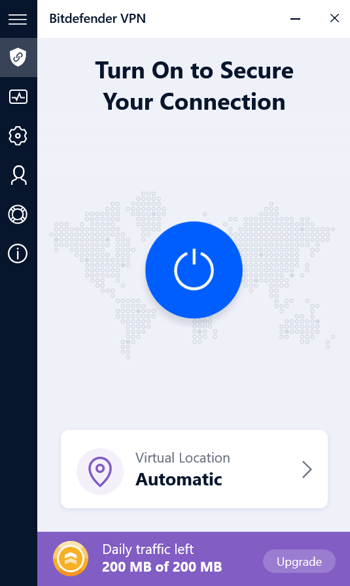 Bitdefender VPN
Turn On to Secure
Your Connection
Virtual Location
Automatic
Daily traffic left
200 MB of 200 MB
Upgrade